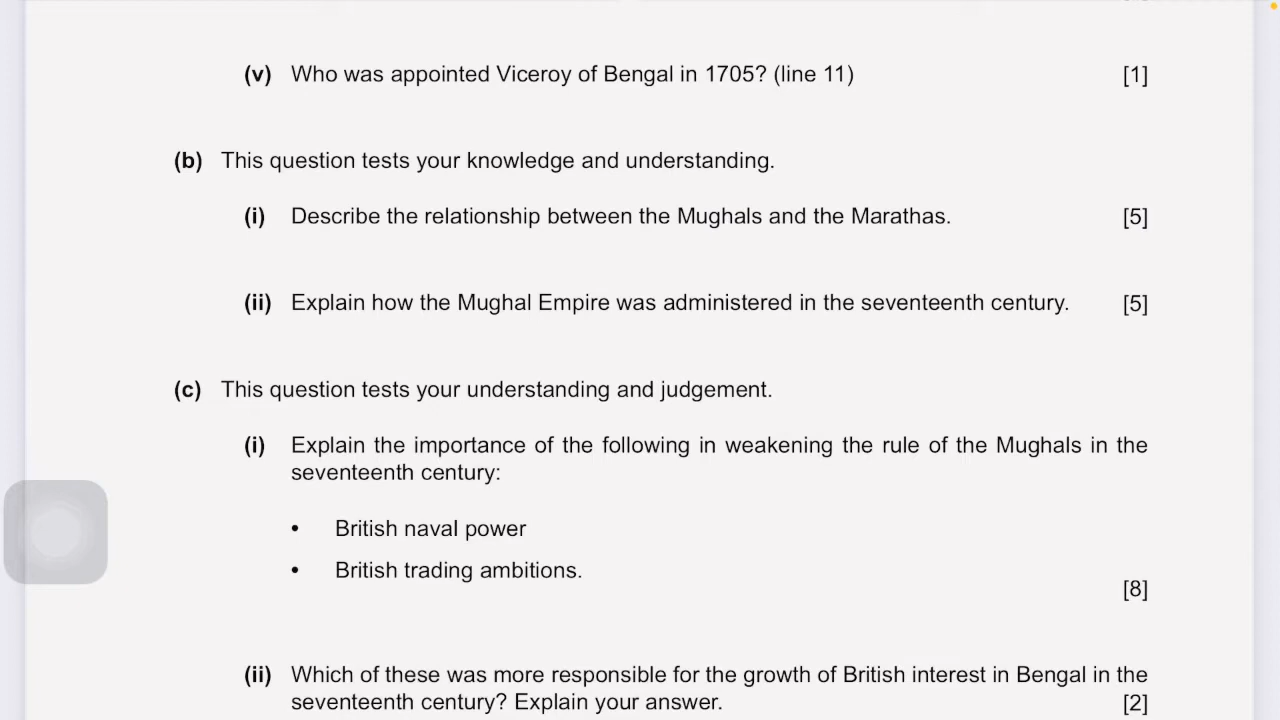 (v) Who was appointed Viceroy of Bengal in 1705? (line 11) [1]
(b) This question tests your knowledge and understanding.
(i) Describe the relationship between the Mughals and the Marathas. [5]
(ii) Explain how the Mughal Empire was administered in the seventeenth century. [5]
(c) This question tests your understanding and judgement.
(i) Explain the importance of the following in weakening the rule of the Mughals in the
seventeenth century:
• British naval power
• British trading ambitions.
[8]
(ii) Which of these was more responsible for the growth of British interest in Bengal in the
seventeenth century? Explain your answer. [2]